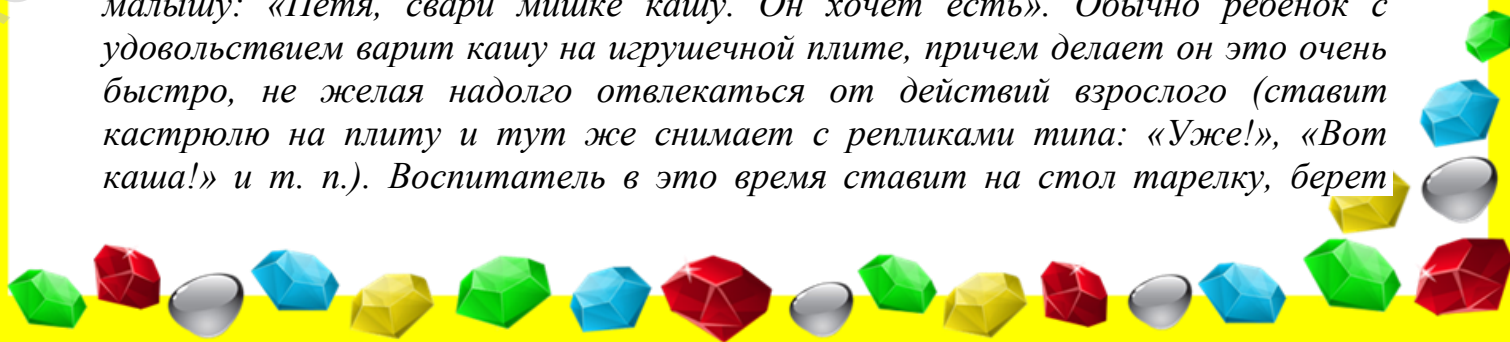 малышу: «Петя, свари мишке кашу. Он хочет есть». Обычно ребенок с
удовольствием варит кашу на игрушечной плите, причем делает он это очень
быстро, не желая надолго отвлекаться от действий взрослого (ставит
кастрюлю на плиту и тут же снимает с репликами типа: «Уже!», «Вот
каша!» и т. п.). Воспитатель в это время ставит на стол тарелку, берет